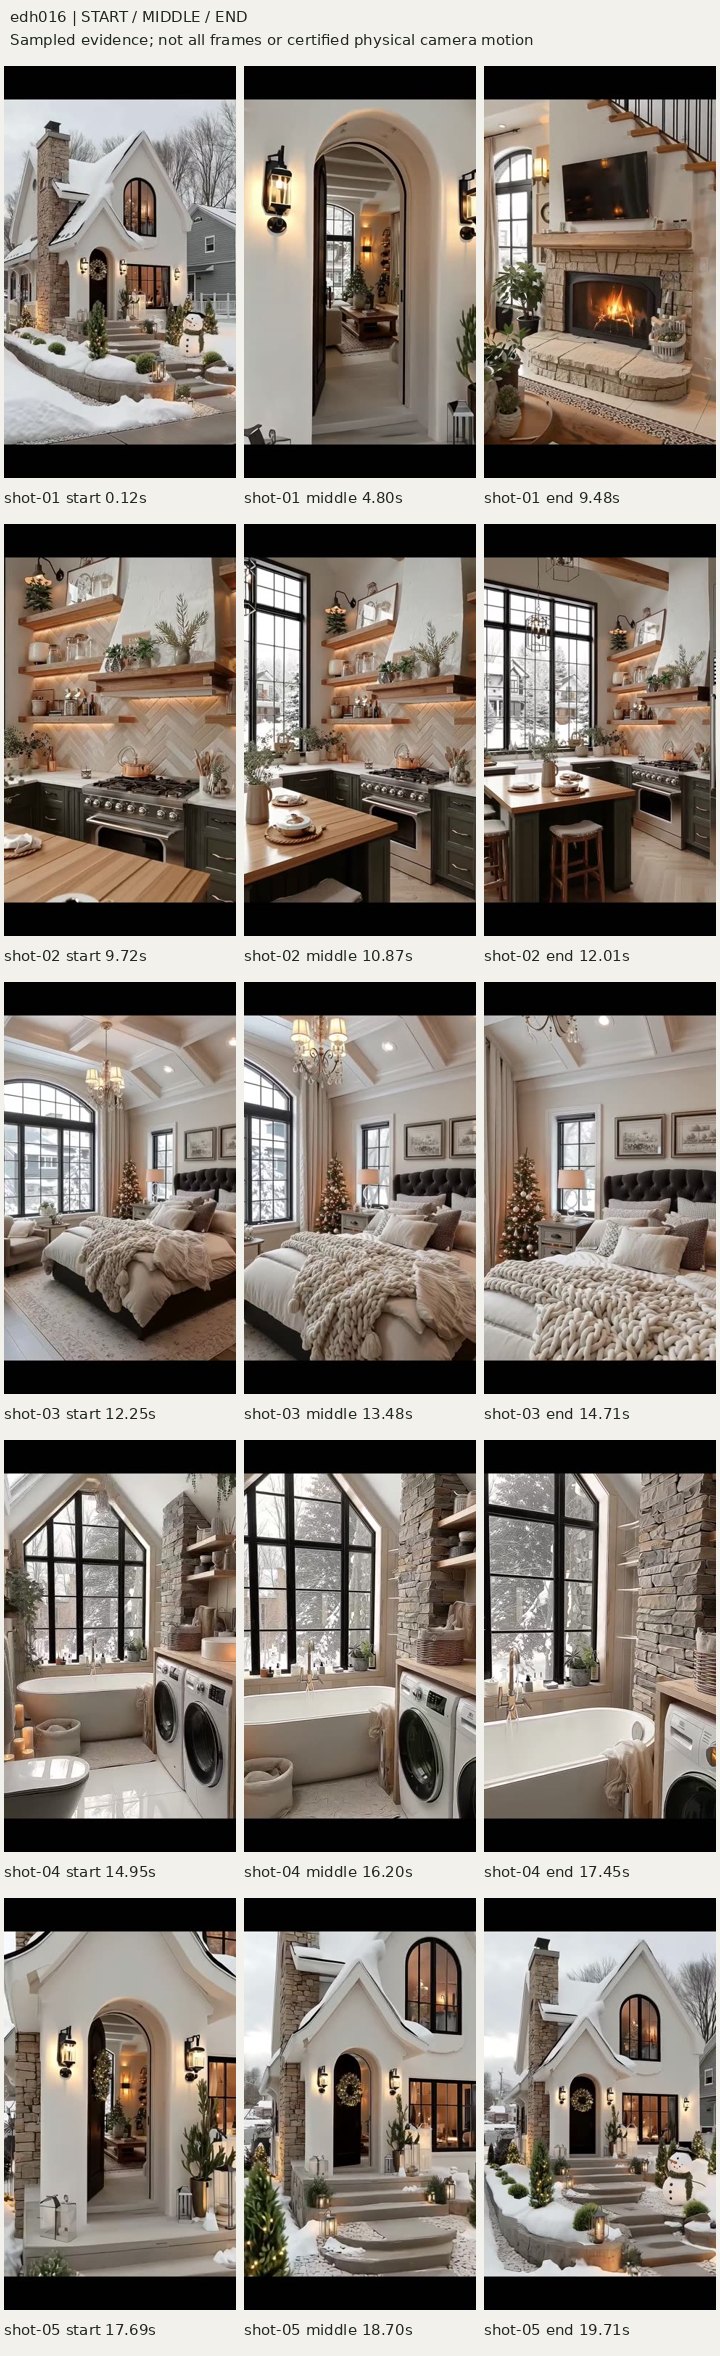 edh016 | START / MIDDLE / END
Sampled evidence; not all frames or certified physical camera motion
shot-01 start 0.12s
shot-01 middle 4.80s
shot-01 end 9.48s
shot-02 start 9.72s
shot-02 middle 10.87s
shot-02 end 12.01s
shot-03 start 12.25s
shot-03 middle 13.48s
shot-03 end 14.71s
shot-04 start 14.95s
shot-04 middle 16.20s
shot-04 end 17.45s
shot-05 start 17.69s
shot-05 middle 18.70s
shot-05 end 19.71s